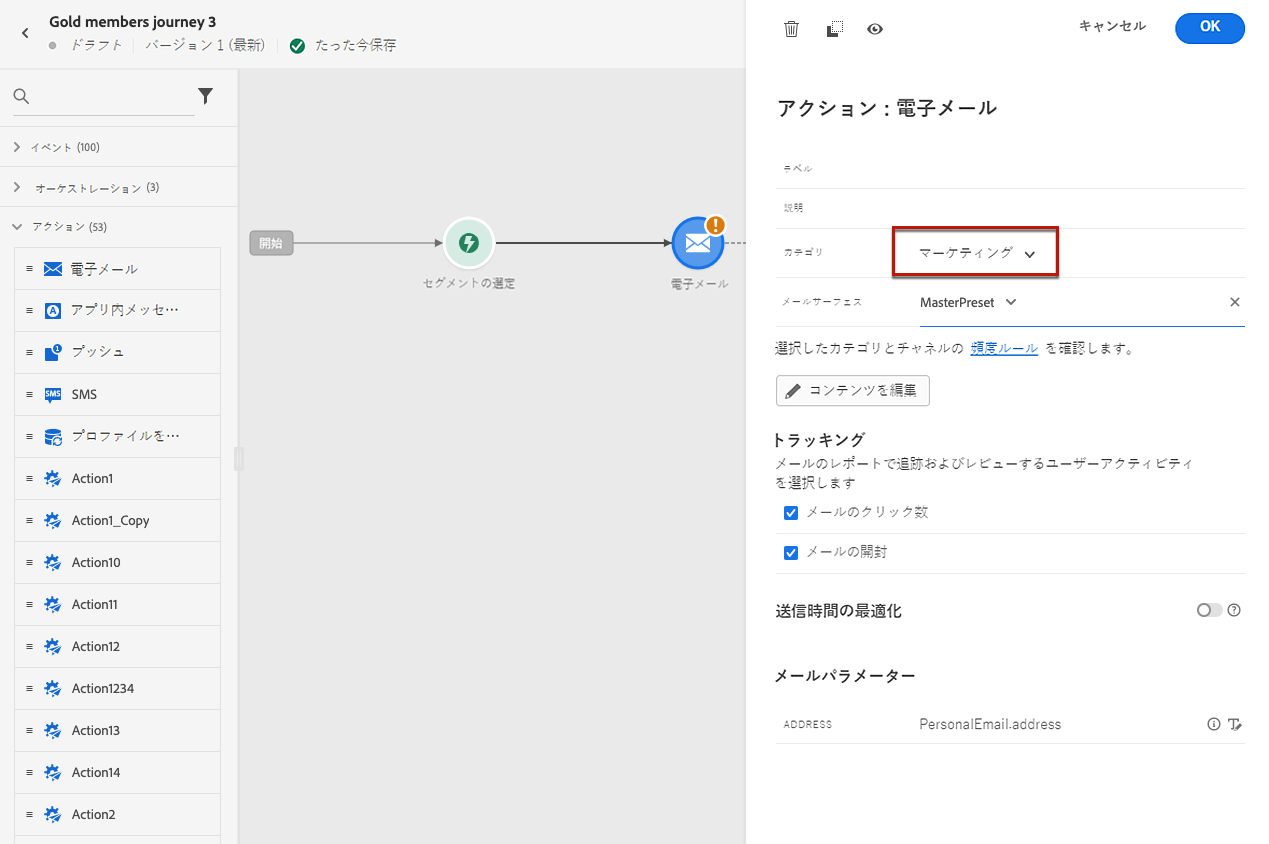 Gold members journey 3
ドラフト バージョン 1 (最新) たった今保存
キャンセル
OK
イベント (100)
オーケストレーション (3)
アクション (53)
電子メール
アプリ内メッセ…
プッシュ
SMS
SMS
プロファイルを…
Action1
Action1_Copy
Action10
Action11
Action12
Action1234
Action13
Action14
Action2
開始
セグメントの選定
電子メール
アクション : 電子メール
ラベル
説明
カテゴリ マーケティング
メールサーフェス MasterPreset
選択したカテゴリとチャネルの 頻度ルール を確認します。
コンテンツを編集
トラッキング
メールのレポートで追跡およびレビューするユーザーアクティビティ
を選択します
メールのクリック数
メールの開封
送信時間の最適化
メールパラメーター
ADDRESS PersonalEmail.address